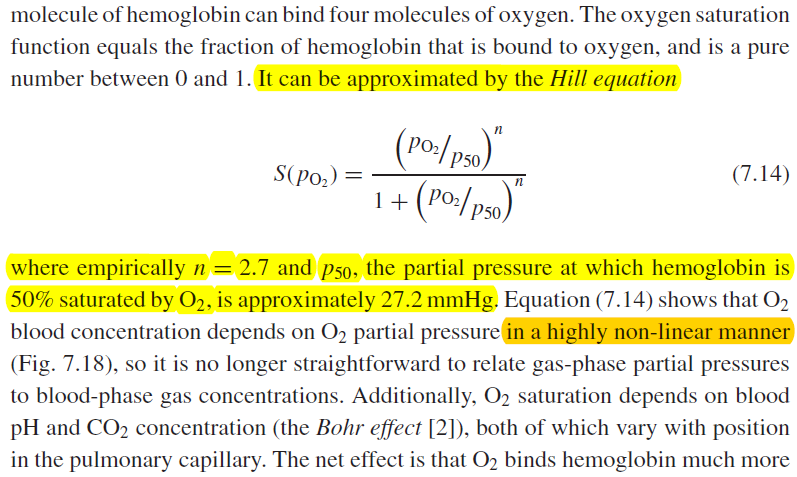 molecule of hemoglobin can bind four molecules of oxygen. The oxygen saturation
function equals the fraction of hemoglobin that is bound to oxygen, and is a pure
number between 0 and 1. It can be approximated by the Hill equation
S(pO₂) = (pO₂/p50)ⁿ / 1 + (pO₂/p50)ⁿ (7.14)
where empirically n = 2.7 and p50, the partial pressure at which hemoglobin is
50% saturated by O₂, is approximately 27.2 mmHg. Equation (7.14) shows that O₂
blood concentration depends on O₂ partial pressure in a highly non-linear manner
(Fig. 7.18), so it is no longer straightforward to relate gas-phase partial pressures
to blood-phase gas concentrations. Additionally, O₂ saturation depends on blood
pH and CO₂ concentration (the Bohr effect [2]), both of which vary with position
in the pulmonary capillary. The net effect is that O₂ binds hemoglobin much more